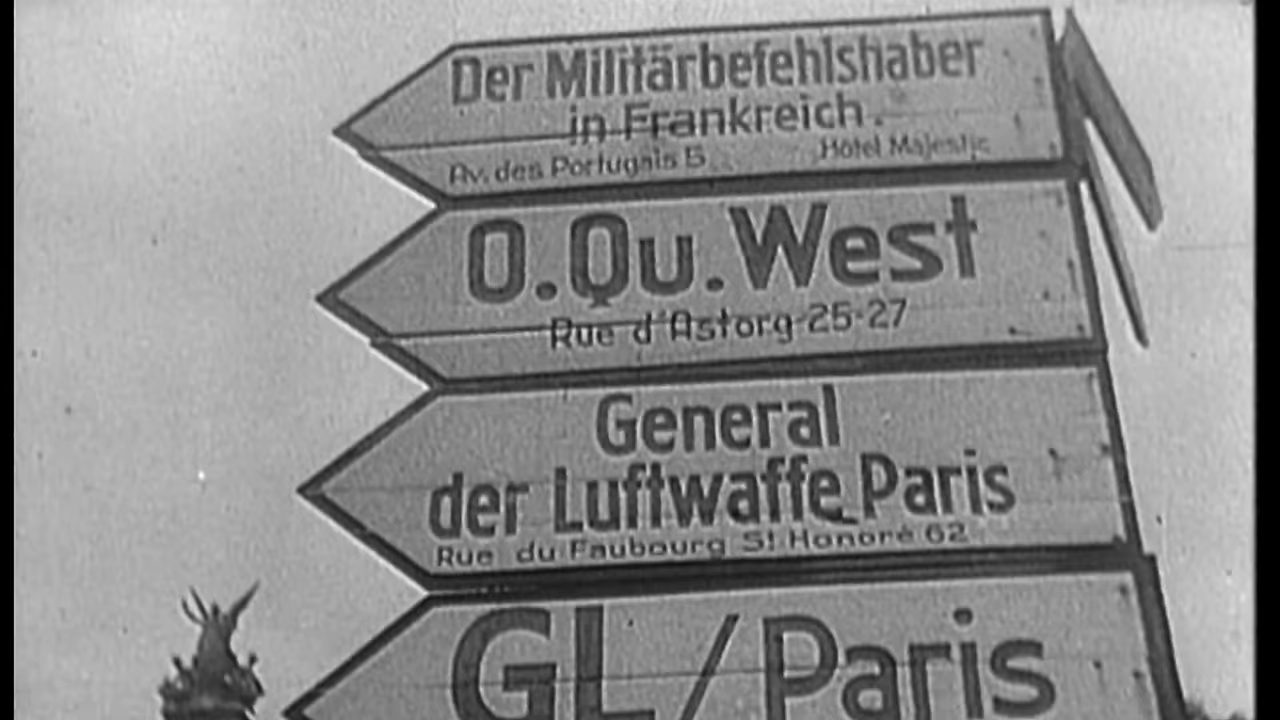 Der Militärbefehlshaber
in Frankreich.
Av. des Portugais 5 Hotel Majestic
O.Qu.West
Rue d'Astorg 25-27
General
der Luftwaffe Paris
Rue du Faubourg St Honoré 62
GL/Paris